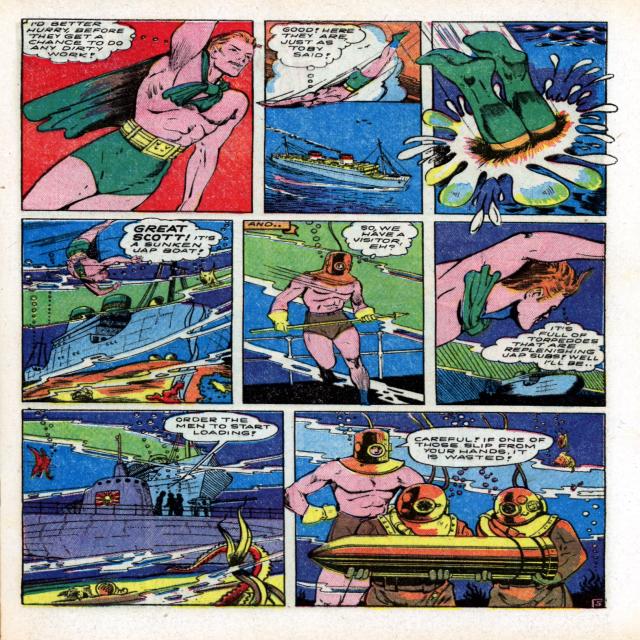 I'D BETTER
HURRY, BEFORE
THEY GET A
CHANCE TO DO
ANY DIRTY
WORK!
GOOD! HERE
THEY ARE,
JUST AS
TOBY
SAID!
GREAT
SCOTT! IT'S
A SUNKEN
JAP BOAT!
AND..
SO, WE
HAVE A
VISITOR,
EH?
IT'S
FULL OF
TORPEDOES
THAT ARE
REPLENISHING
JAP SUBS! WELL
I'LL BE..
ORDER THE
MEN TO START
LOADING!
CAREFUL! IF ONE OF
THOSE SLIP FROM
YOUR HANDS, IT
IS WASTED!
5